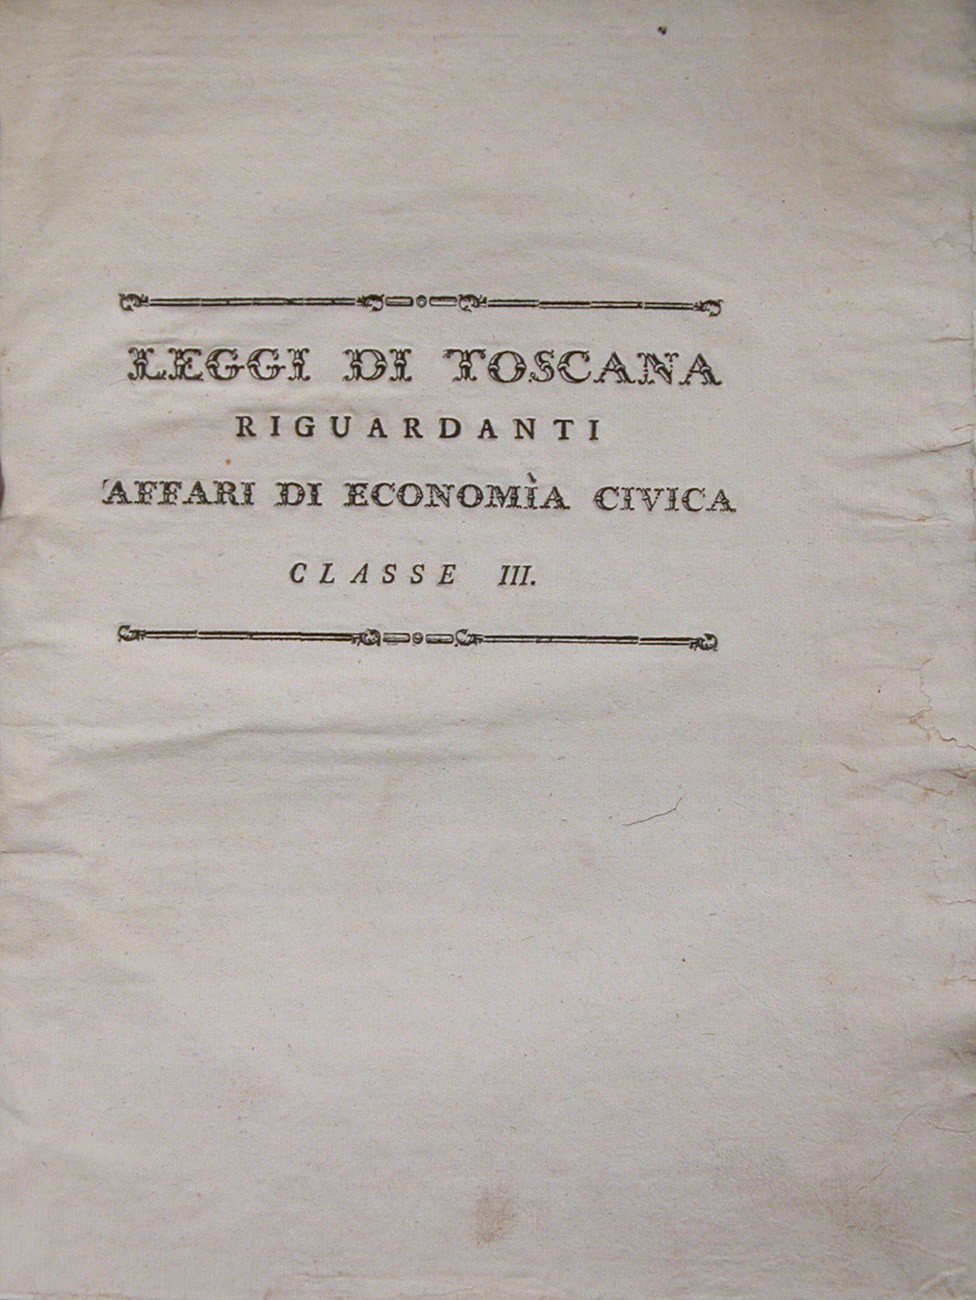 LEGGI DI TOSCANA
RIGUARDANTI
AFFARI DI ECONOMÌA CIVICA
CLASSE III.